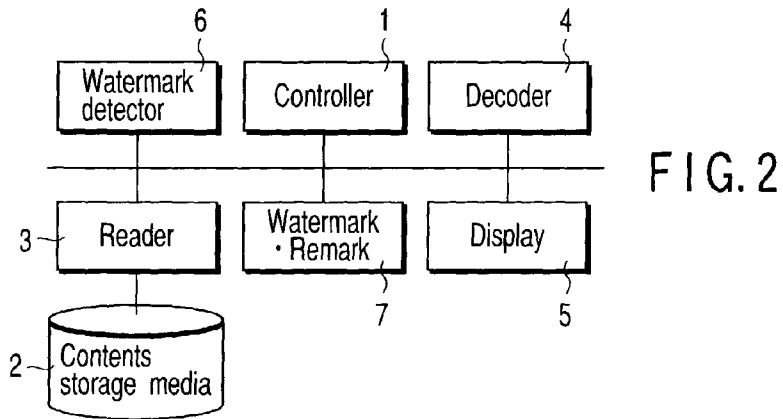 6
1
4
Watermark
detector
Controller
Decoder
FIG. 2
3
Reader
Watermark
・Remark
Display
7
5
2
Contents
storage media